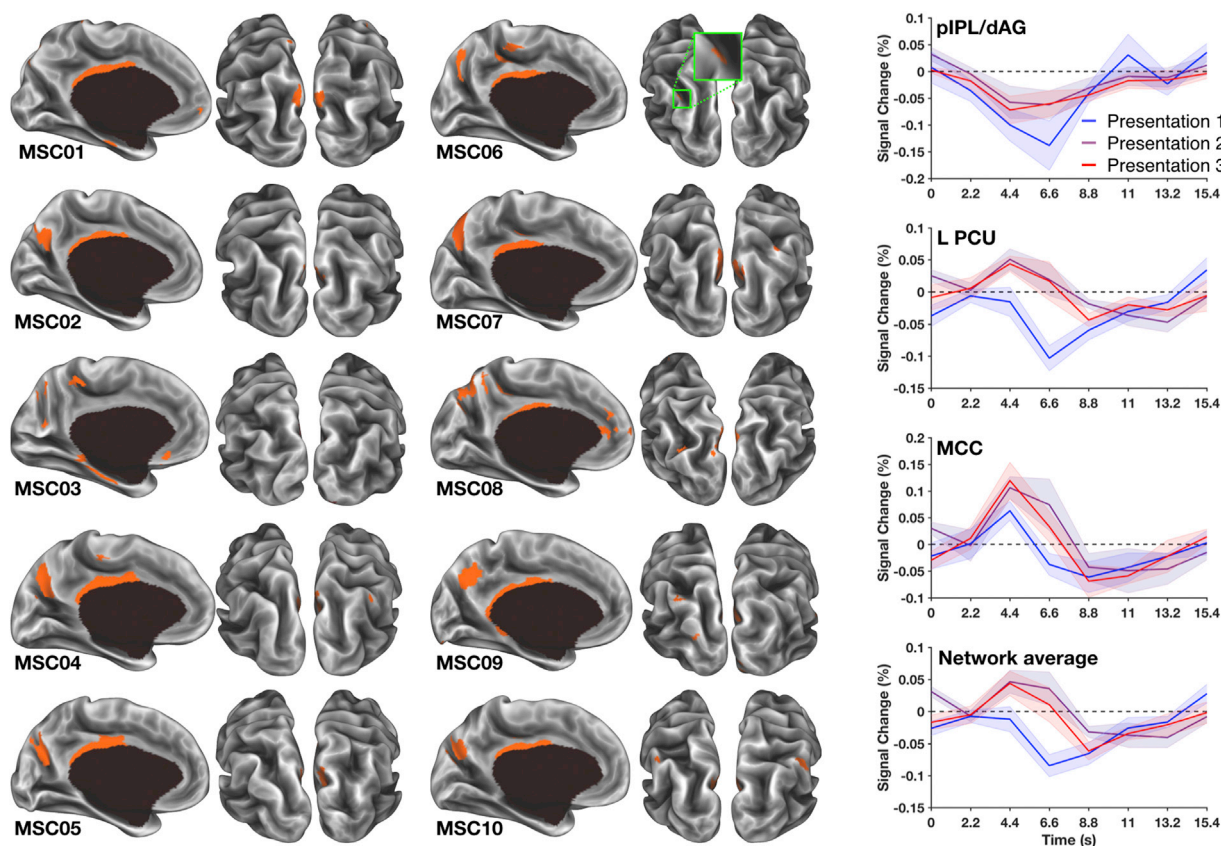 MSC01
MSC06
MSC02
MSC07
MSC03
MSC08
MSC04
MSC09
MSC05
MSC10
pIPL/dAG
Signal Change (%)
0.1
0.05
0
-0.05
-0.1
-0.15
-0.2
Presentation 1
Presentation 2
Presentation 3
0 2.2 4.4 6.6 8.8 11 13.2 15.4
L PCU
Signal Change (%)
0.1
0.05
0
-0.05
-0.1
-0.15
0 2.2 4.4 6.6 8.8 11 13.2 15.4
MCC
Signal Change (%)
0.2
0.15
0.1
0.05
0
-0.05
-0.1
0 2.2 4.4 6.6 8.8 11 13.2 15.4
Network average
Signal Change (%)
0.1
0.05
0
-0.05
-0.1
-0.15
0 2.2 4.4 6.6 8.8 11 13.2 15.4
Time (s)